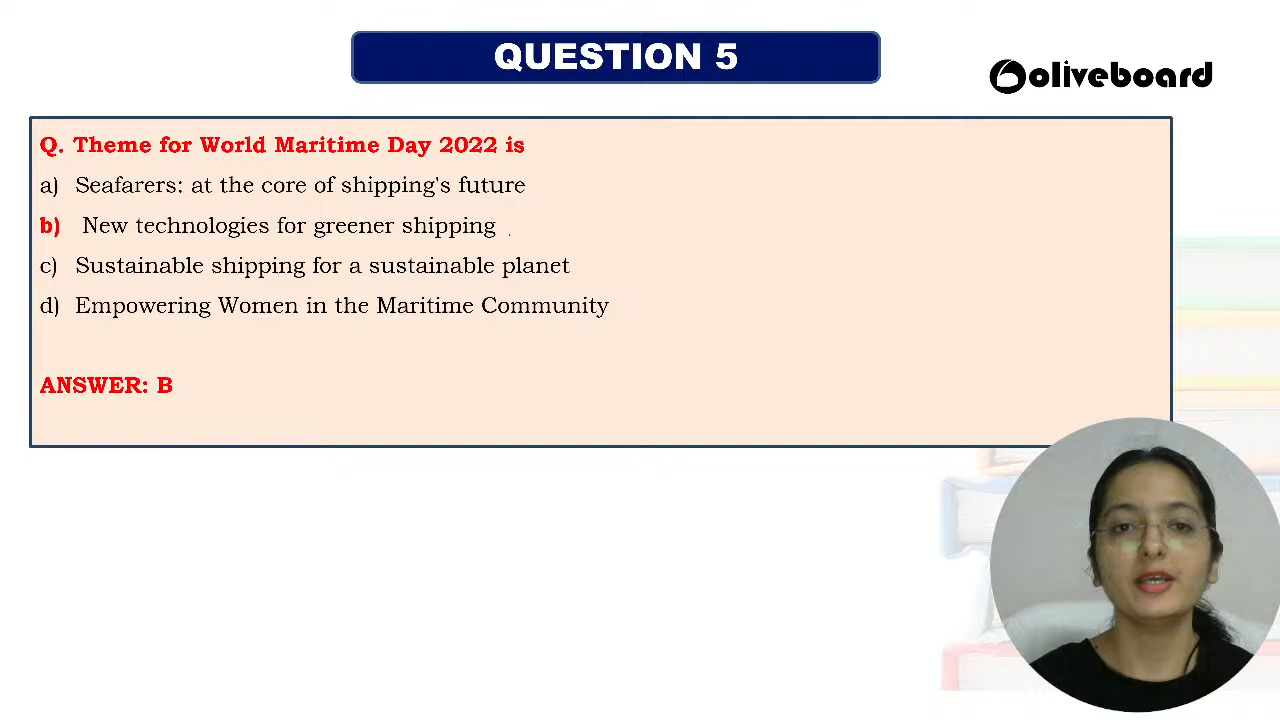 QUESTION 5
oliveboard
Q. Theme for World Maritime Day 2022 is
a) Seafarers: at the core of shipping's future
b) New technologies for greener shipping
c) Sustainable shipping for a sustainable planet
d) Empowering Women in the Maritime Community
ANSWER: B